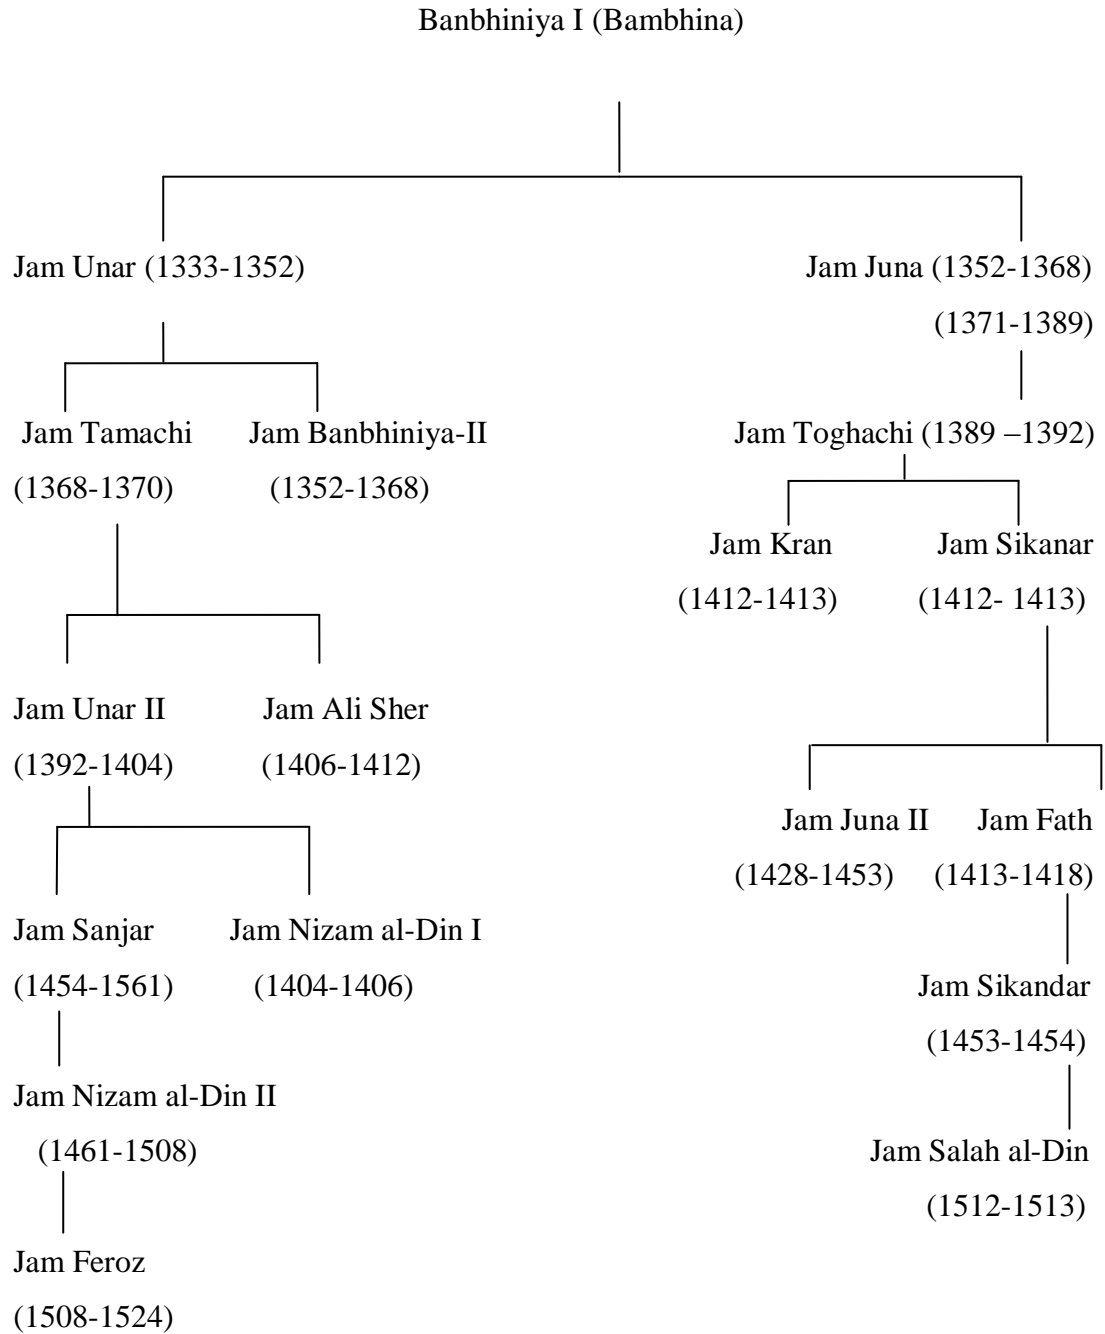 Banbhiniya I (Bambhina)
Jam Unar (1333-1352) Jam Juna (1352-1368)
(1371-1389)
Jam Tamachi Jam Banbhiniya-II Jam Toghachi (1389 –1392)
(1368-1370) (1352-1368)
Jam Kran Jam Sikanar
(1412-1413) (1412- 1413)
Jam Unar II Jam Ali Sher
(1392-1404) (1406-1412)
Jam Juna II Jam Fath
(1428-1453) (1413-1418)
Jam Sanjar Jam Nizam al-Din I
(1454-1561) (1404-1406)
Jam Sikandar
(1453-1454)
Jam Nizam al-Din II
(1461-1508)
Jam Salah al-Din
(1512-1513)
Jam Feroz
(1508-1524)